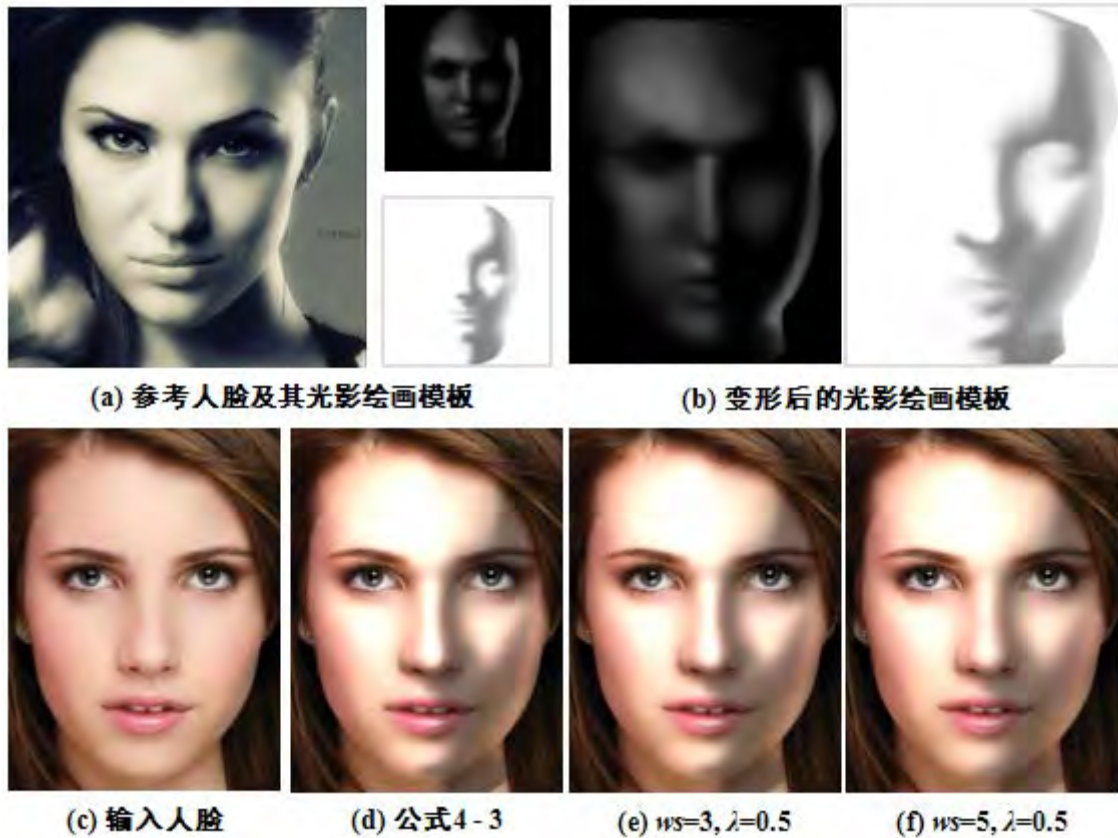 (a) 参考人脸及其光影绘画模板
(b) 变形后的光影绘画模板
(c) 输入人脸
(d) 公式4 - 3
(e) ws=3, λ=0.5
(f) ws=5, λ=0.5